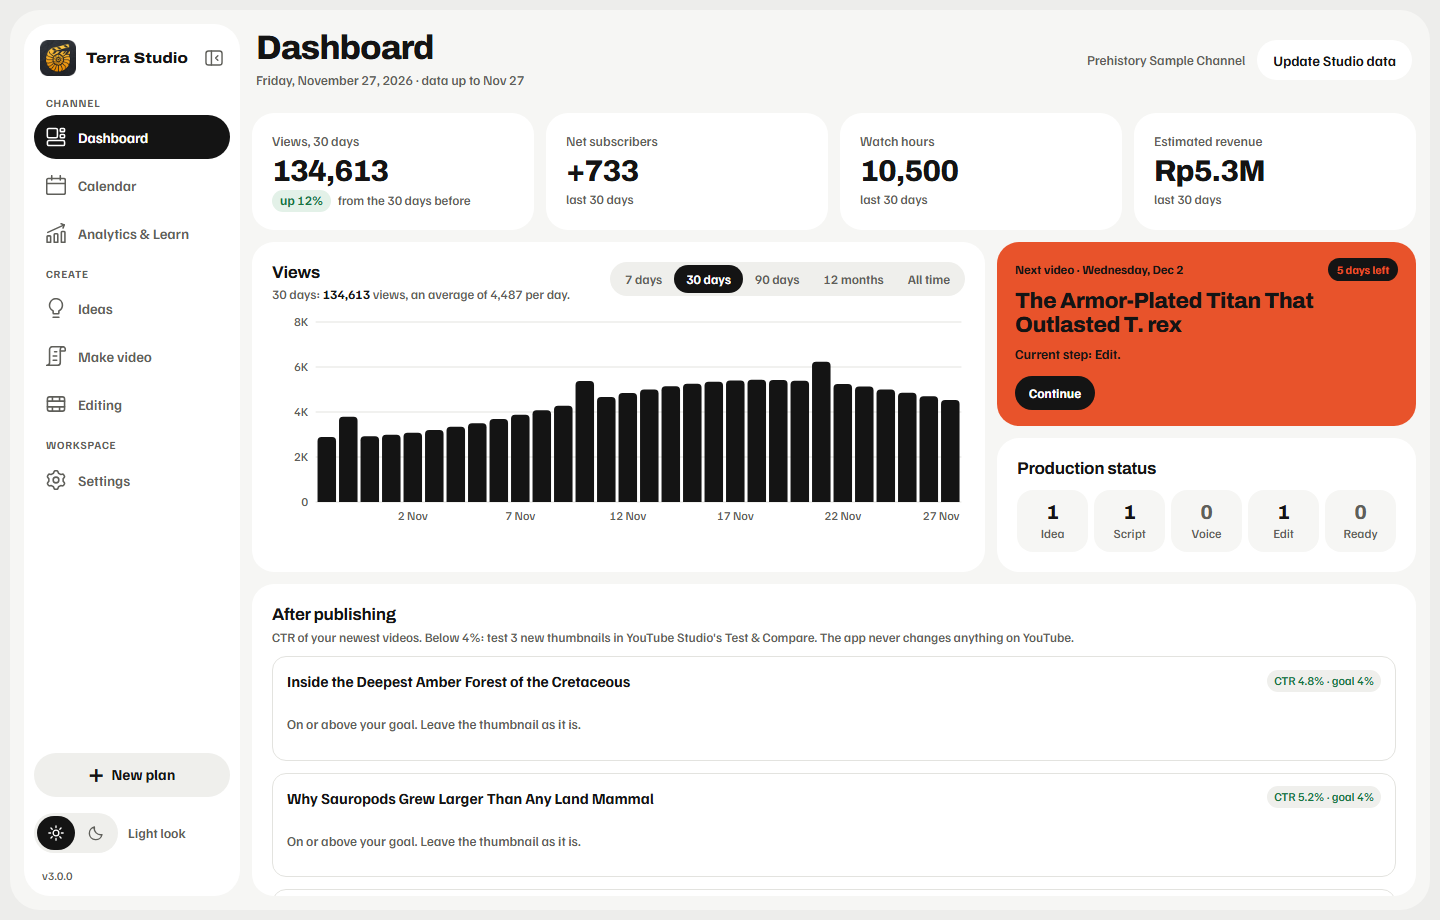 Terra Studio
CHANNEL
Dashboard
Calendar
Analytics & Learn
CREATE
Ideas
Make video
Editing
WORKSPACE
Settings
+ New plan
Light look
v3.0.0
Dashboard
Friday, November 27, 2026 · data up to Nov 27
Prehistory Sample Channel
Update Studio data
Views, 30 days
134,613
up 12% from the 30 days before
Net subscribers
+733
last 30 days
Watch hours
10,500
last 30 days
Estimated revenue
Rp5.3M
last 30 days
Views
30 days: 134,613 views, an average of 4,487 per day.
7 days 30 days 90 days 12 months All time
8K
6K
4K
2K
0
2 Nov 7 Nov 12 Nov 17 Nov 22 Nov 27 Nov
Next video · Wednesday, Dec 2
5 days left
The Armor-Plated Titan That
Outlasted T. rex
Current step: Edit.
Continue
Production status
1 1 0 1 0
Idea Script Voice Edit Ready
After publishing
CTR of your newest videos. Below 4%: test 3 new thumbnails in YouTube Studio's Test & Compare. The app never changes anything on YouTube.
Inside the Deepest Amber Forest of the Cretaceous
CTR 4.8% · goal 4%
On or above your goal. Leave the thumbnail as it is.
Why Sauropods Grew Larger Than Any Land Mammal
CTR 5.2% · goal 4%
On or above your goal. Leave the thumbnail as it is.